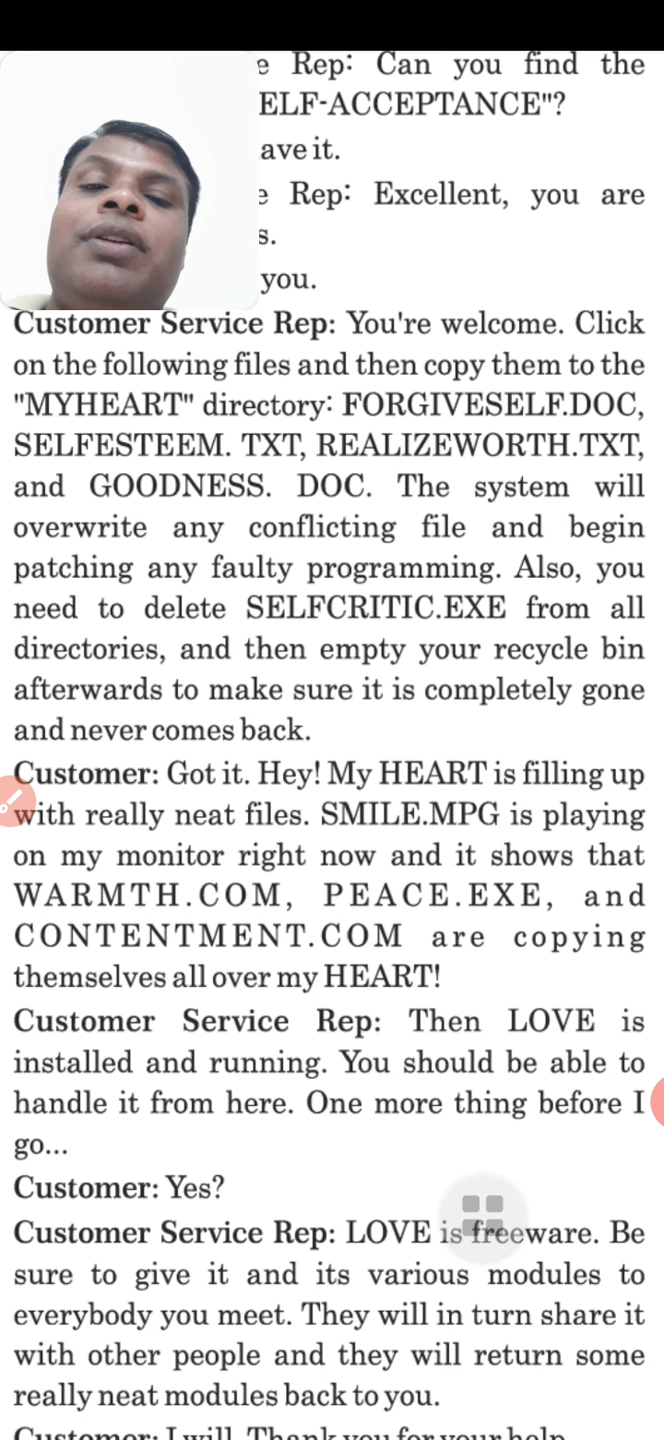 e Rep: Can you find the
ELF-ACCEPTANCE"?
ave it.
e Rep: Excellent, you are
s.
you.
Customer Service Rep: You're welcome. Click
on the following files and then copy them to the
"MYHEART" directory: FORGIVESELF.DOC,
SELFESTEEM. TXT, REALIZEWORTH.TXT,
and GOODNESS. DOC. The system will
overwrite any conflicting file and begin
patching any faulty programming. Also, you
need to delete SELFCRITIC.EXE from all
directories, and then empty your recycle bin
afterwards to make sure it is completely gone
and never comes back.
Customer: Got it. Hey! My HEART is filling up
with really neat files. SMILE.MPG is playing
on my monitor right now and it shows that
WARMTH.COM, PEACE.EXE, and
CONTENTMENT.COM are copying
themselves all over my HEART!
Customer Service Rep: Then LOVE is
installed and running. You should be able to
handle it from here. One more thing before I
go...
Customer: Yes?
Customer Service Rep: LOVE is freeware. Be
sure to give it and its various modules to
everybody you meet. They will in turn share it
with other people and they will return some
really neat modules back to you.
Customer: I will. Thank you for your help.